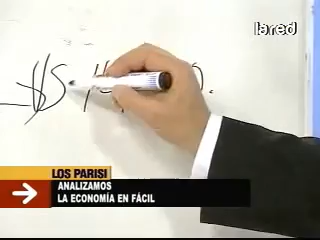 lared
LOS PARISI
ANALIZAMOS
LA ECONOMÍA EN FÁCIL